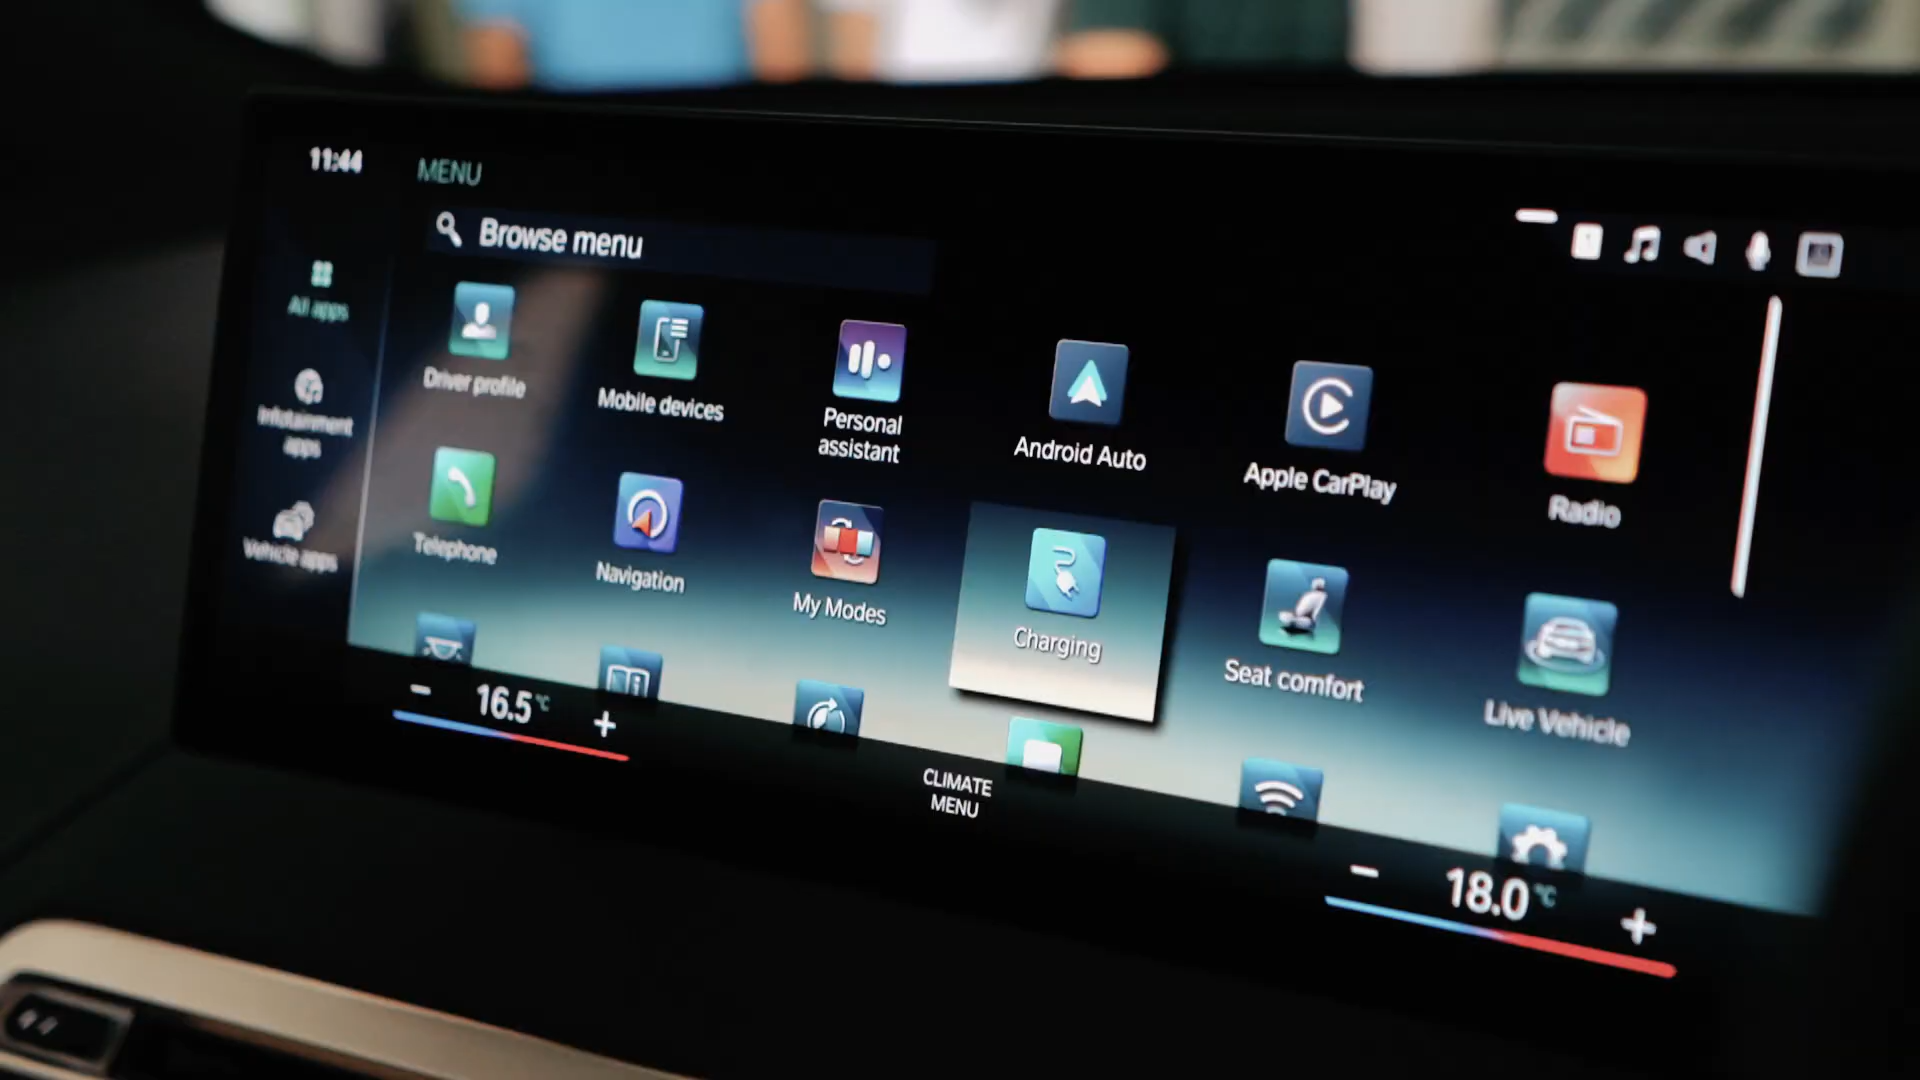 11:44
MENU
Browse menu
All apps
Infotainment
apps
Vehicle apps
Driver profile
Mobile devices
Personal
assistant
Android Auto
Apple CarPlay
Radio
Telephone
Navigation
My Modes
Charging
Seat comfort
Live Vehicle
− 16.5 °C +
CLIMATE
MENU
− 18.0 °C +